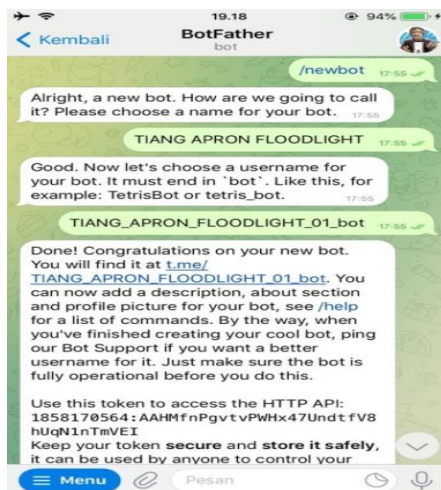 19.18
94%
Kembali
BotFather
bot
/newbot 17:55
Alright, a new bot. How are we going to call
it? Please choose a name for your bot. 17:55
TIANG APRON FLOODLIGHT 17:55
Good. Now let's choose a username for
your bot. It must end in `bot`. Like this, for
example: TetrisBot or tetris_bot. 17:55
TIANG_APRON_FLOODLIGHT_01_bot 17:55
Done! Congratulations on your new bot.
You will find it at t.me/
TIANG_APRON_FLOODLIGHT_01_bot. You
can now add a description, about section
and profile picture for your bot, see /help
for a list of commands. By the way, when
you've finished creating your cool bot, ping
our Bot Support if you want a better
username for it. Just make sure the bot is
fully operational before you do this.
Use this token to access the HTTP API:
1858170564:AAHMfnPgvtvPWHx47UndtfV8
hUqN1nTmVEI
Keep your token secure and store it safely,
it can be used by anyone to control your
Menu
Pesan